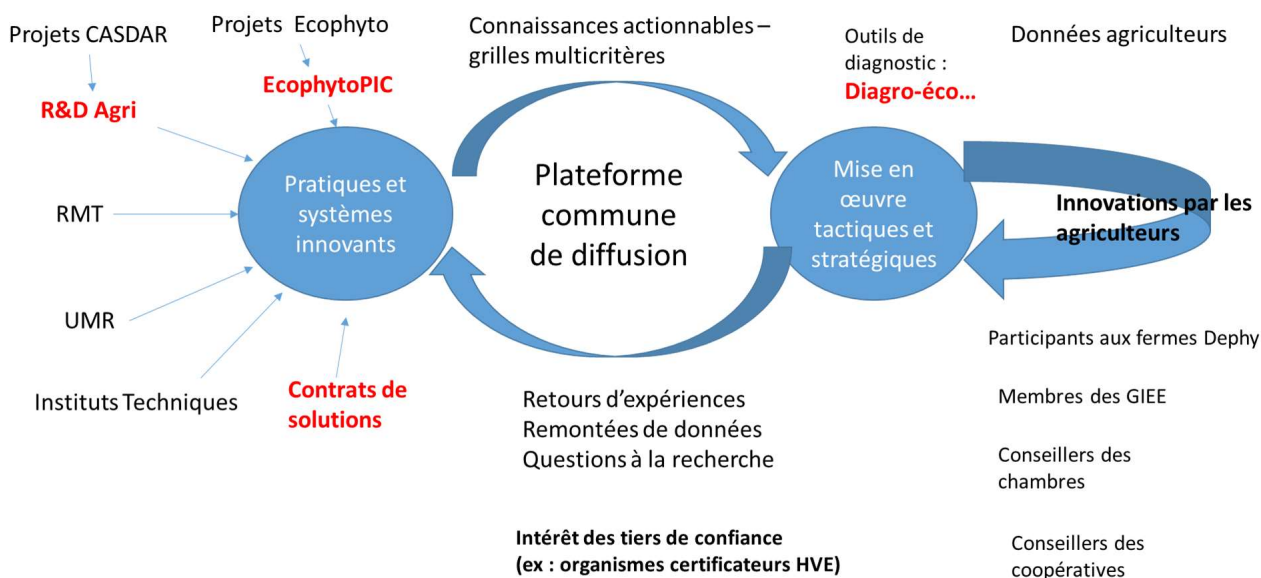 Projets CASDAR
R&D Agri
RMT
UMR
Instituts Techniques
Projets Ecophyto
EcophytoPIC
Pratiques et
systèmes
innovants
Contrats de
solutions
Connaissances actionnables –
grilles multicritères
Plateforme
commune
de diffusion
Retours d’expériences
Remontées de données
Questions à la recherche
Intérêt des tiers de confiance
(ex : organismes certificateurs HVE)
Outils de
diagnostic :
Diagro-éco…
Mise en
œuvre
tactiques et
stratégiques
Données agriculteurs
Innovations par les
agriculteurs
Participants aux fermes Dephy
Membres des GIEE
Conseillers des
chambres
Conseillers des
coopératives